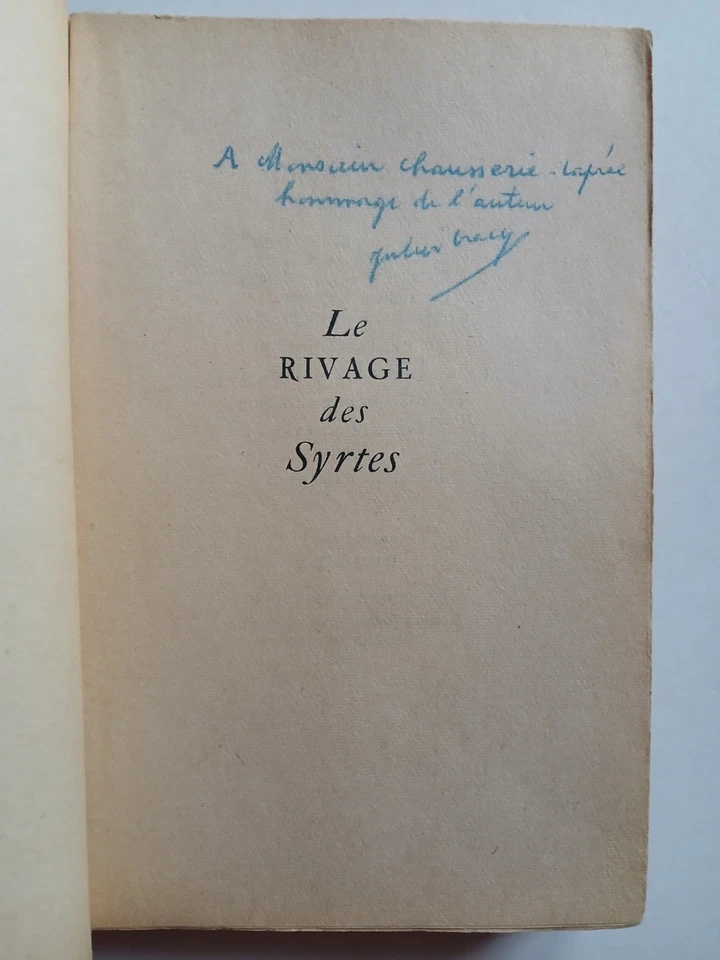 A Monsieur Chausserie-Laprée
hommage de l'auteur
Julien Gracq
Le
RIVAGE
des
Syrtes